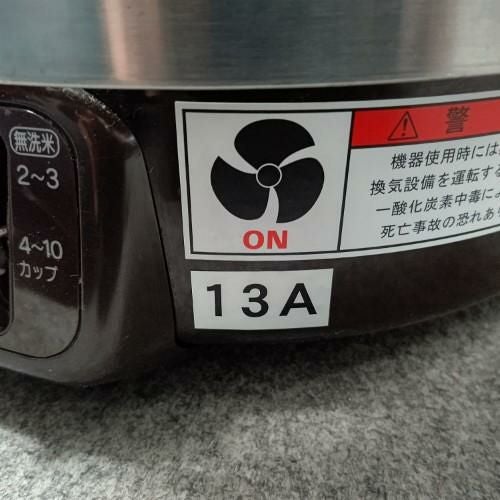 無洗米
2~3
4~10
カップ
ON
警
機器使用時には
換気設備を運転する
一酸化炭素中毒によ
死亡事故の恐れあ
13A